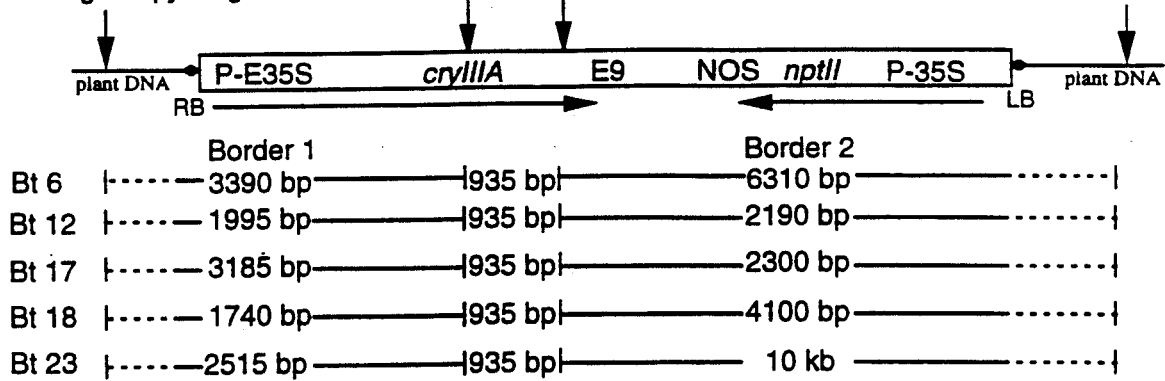 P-E35S cryIIIA E9 NOS nptII P-35S
plant DNA plant DNA
RB LB
Border 1 Border 2
Bt 6 3390 bp 935 bp 6310 bp
Bt 12 1995 bp 935 bp 2190 bp
Bt 17 3185 bp 935 bp 2300 bp
Bt 18 1740 bp 935 bp 4100 bp
Bt 23 2515 bp 935 bp 10 kb